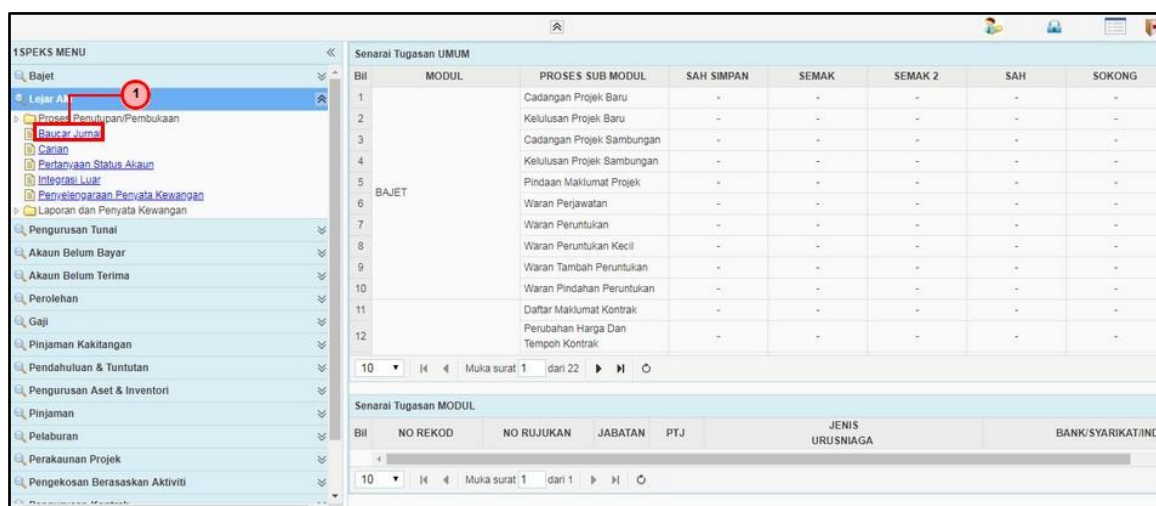 1SPEKS MENU
Bajet
Lejar Am
1
Proses Penutupan/Pembukaan
Baucar Jurnal
Carian
Pertanyaan Status Akaun
Integrasi Luar
Penyelengaraan Penyata Kewangan
Laporan dan Penyata Kewangan
Pengurusan Tunai
Akaun Belum Bayar
Akaun Belum Terima
Perolehan
Gaji
Pinjaman Kakitangan
Pendahuluan & Tuntutan
Pengurusan Aset & Inventori
Pinjaman
Pelaburan
Perakaunan Projek
Pengekosan Berasaskan Aktiviti
Senarai Tugasan UMUM
Bil MODUL PROSES SUB MODUL SAH SIMPAN SEMAK SEMAK 2 SAH SOKONG
1 Cadangan Projek Baru - - - - -
2 Kelulusan Projek Baru - - - - -
3 Cadangan Projek Sambungan - - - - -
4 Kelulusan Projek Sambungan - - - - -
5 Pindaan Maklumat Projek - - - - -
BAJET
6 Waran Perjawatan - - - - -
7 Waran Peruntukan - - - - -
8 Waran Peruntukan Kecil - - - - -
9 Waran Tambah Peruntukan - - - - -
10 Waran Pindahan Peruntukan - - - - -
11 Daftar Maklumat Kontrak - - - - -
12 Perubahan Harga Dan - - - - -
Tempoh Kontrak
10 Muka surat 1 dari 22
Senarai Tugasan MODUL
Bil NO REKOD NO RUJUKAN JABATAN PTJ JENIS BANK/SYARIKAT/IND
URUSNIAGA
10 Muka surat 1 dari 1